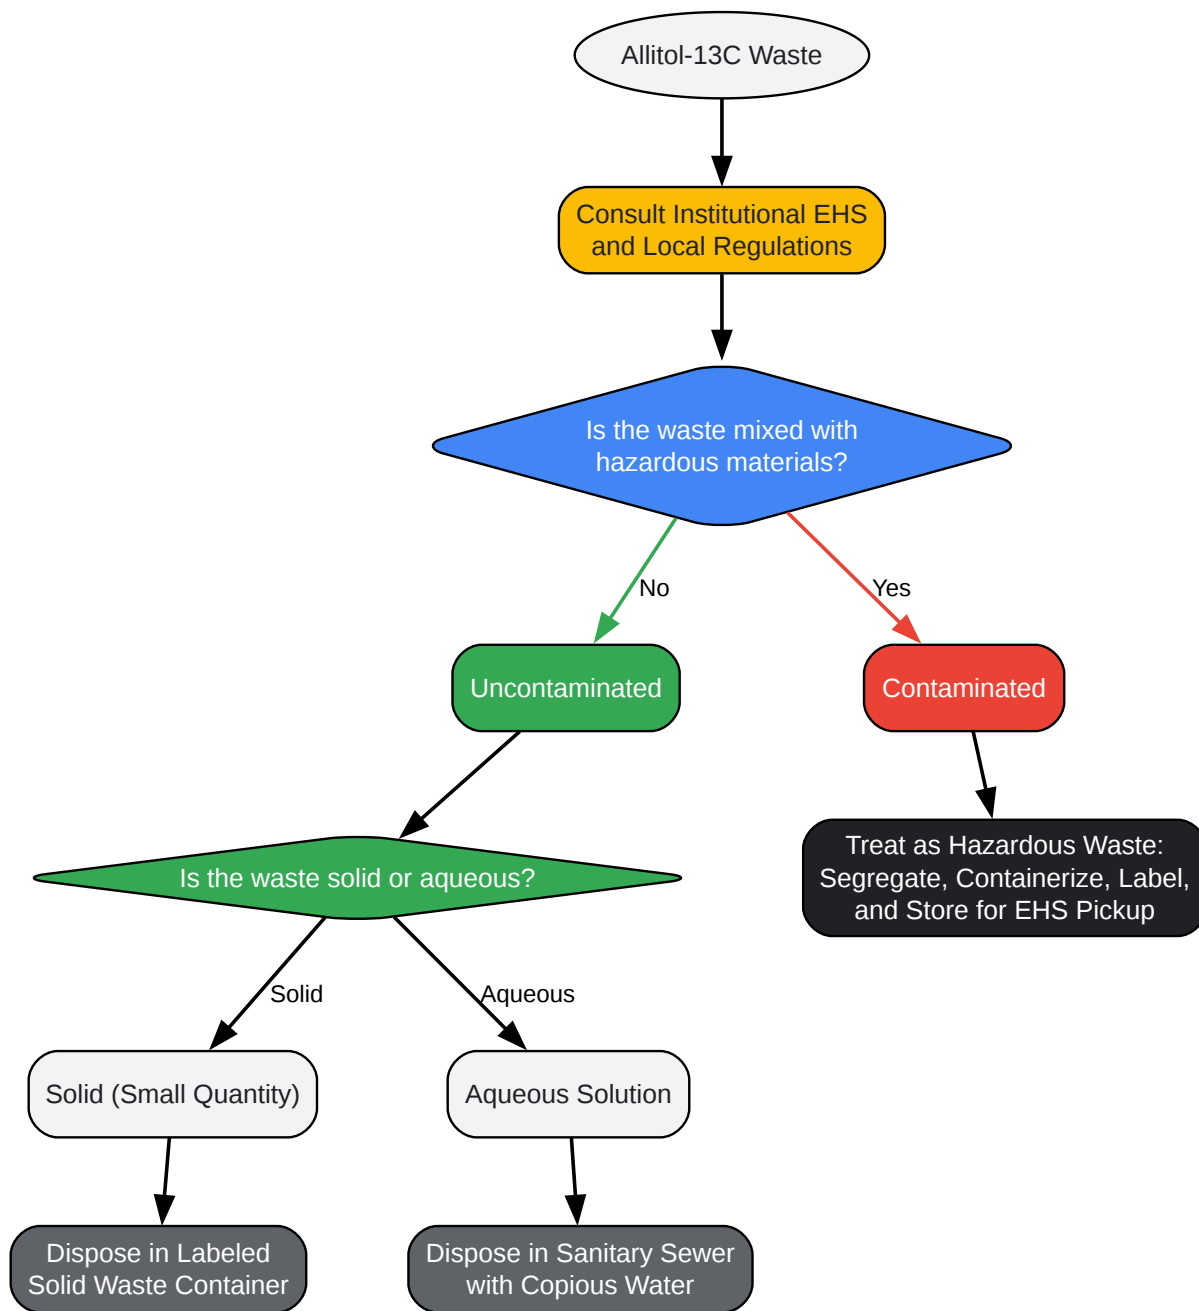 Allitol-13C Waste
Consult Institutional EHS
and Local Regulations
Is the waste mixed with
hazardous materials?
No
Yes
Uncontaminated
Contaminated
Treat as Hazardous Waste:
Segregate, Containerize, Label,
and Store for EHS Pickup
Is the waste solid or aqueous?
Solid
Aqueous
Solid (Small Quantity)
Aqueous Solution
Dispose in Labeled
Solid Waste Container
Dispose in Sanitary Sewer
with Copious Water